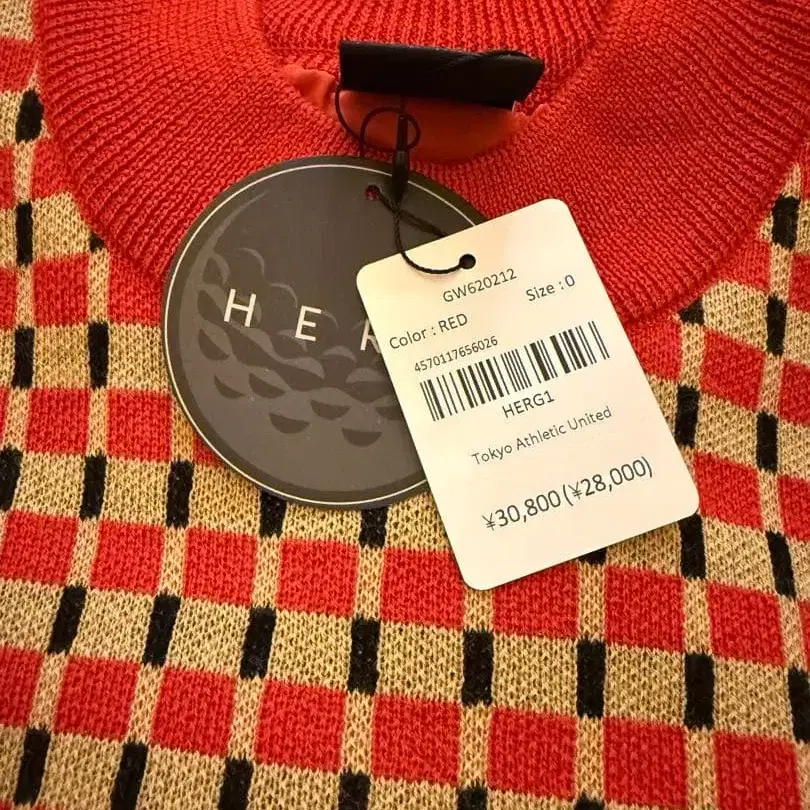 HER
GW620212
Color : RED
Size : 0
4570117656026
HERG1
Tokyo Athletic United
¥30,800(¥28,000)